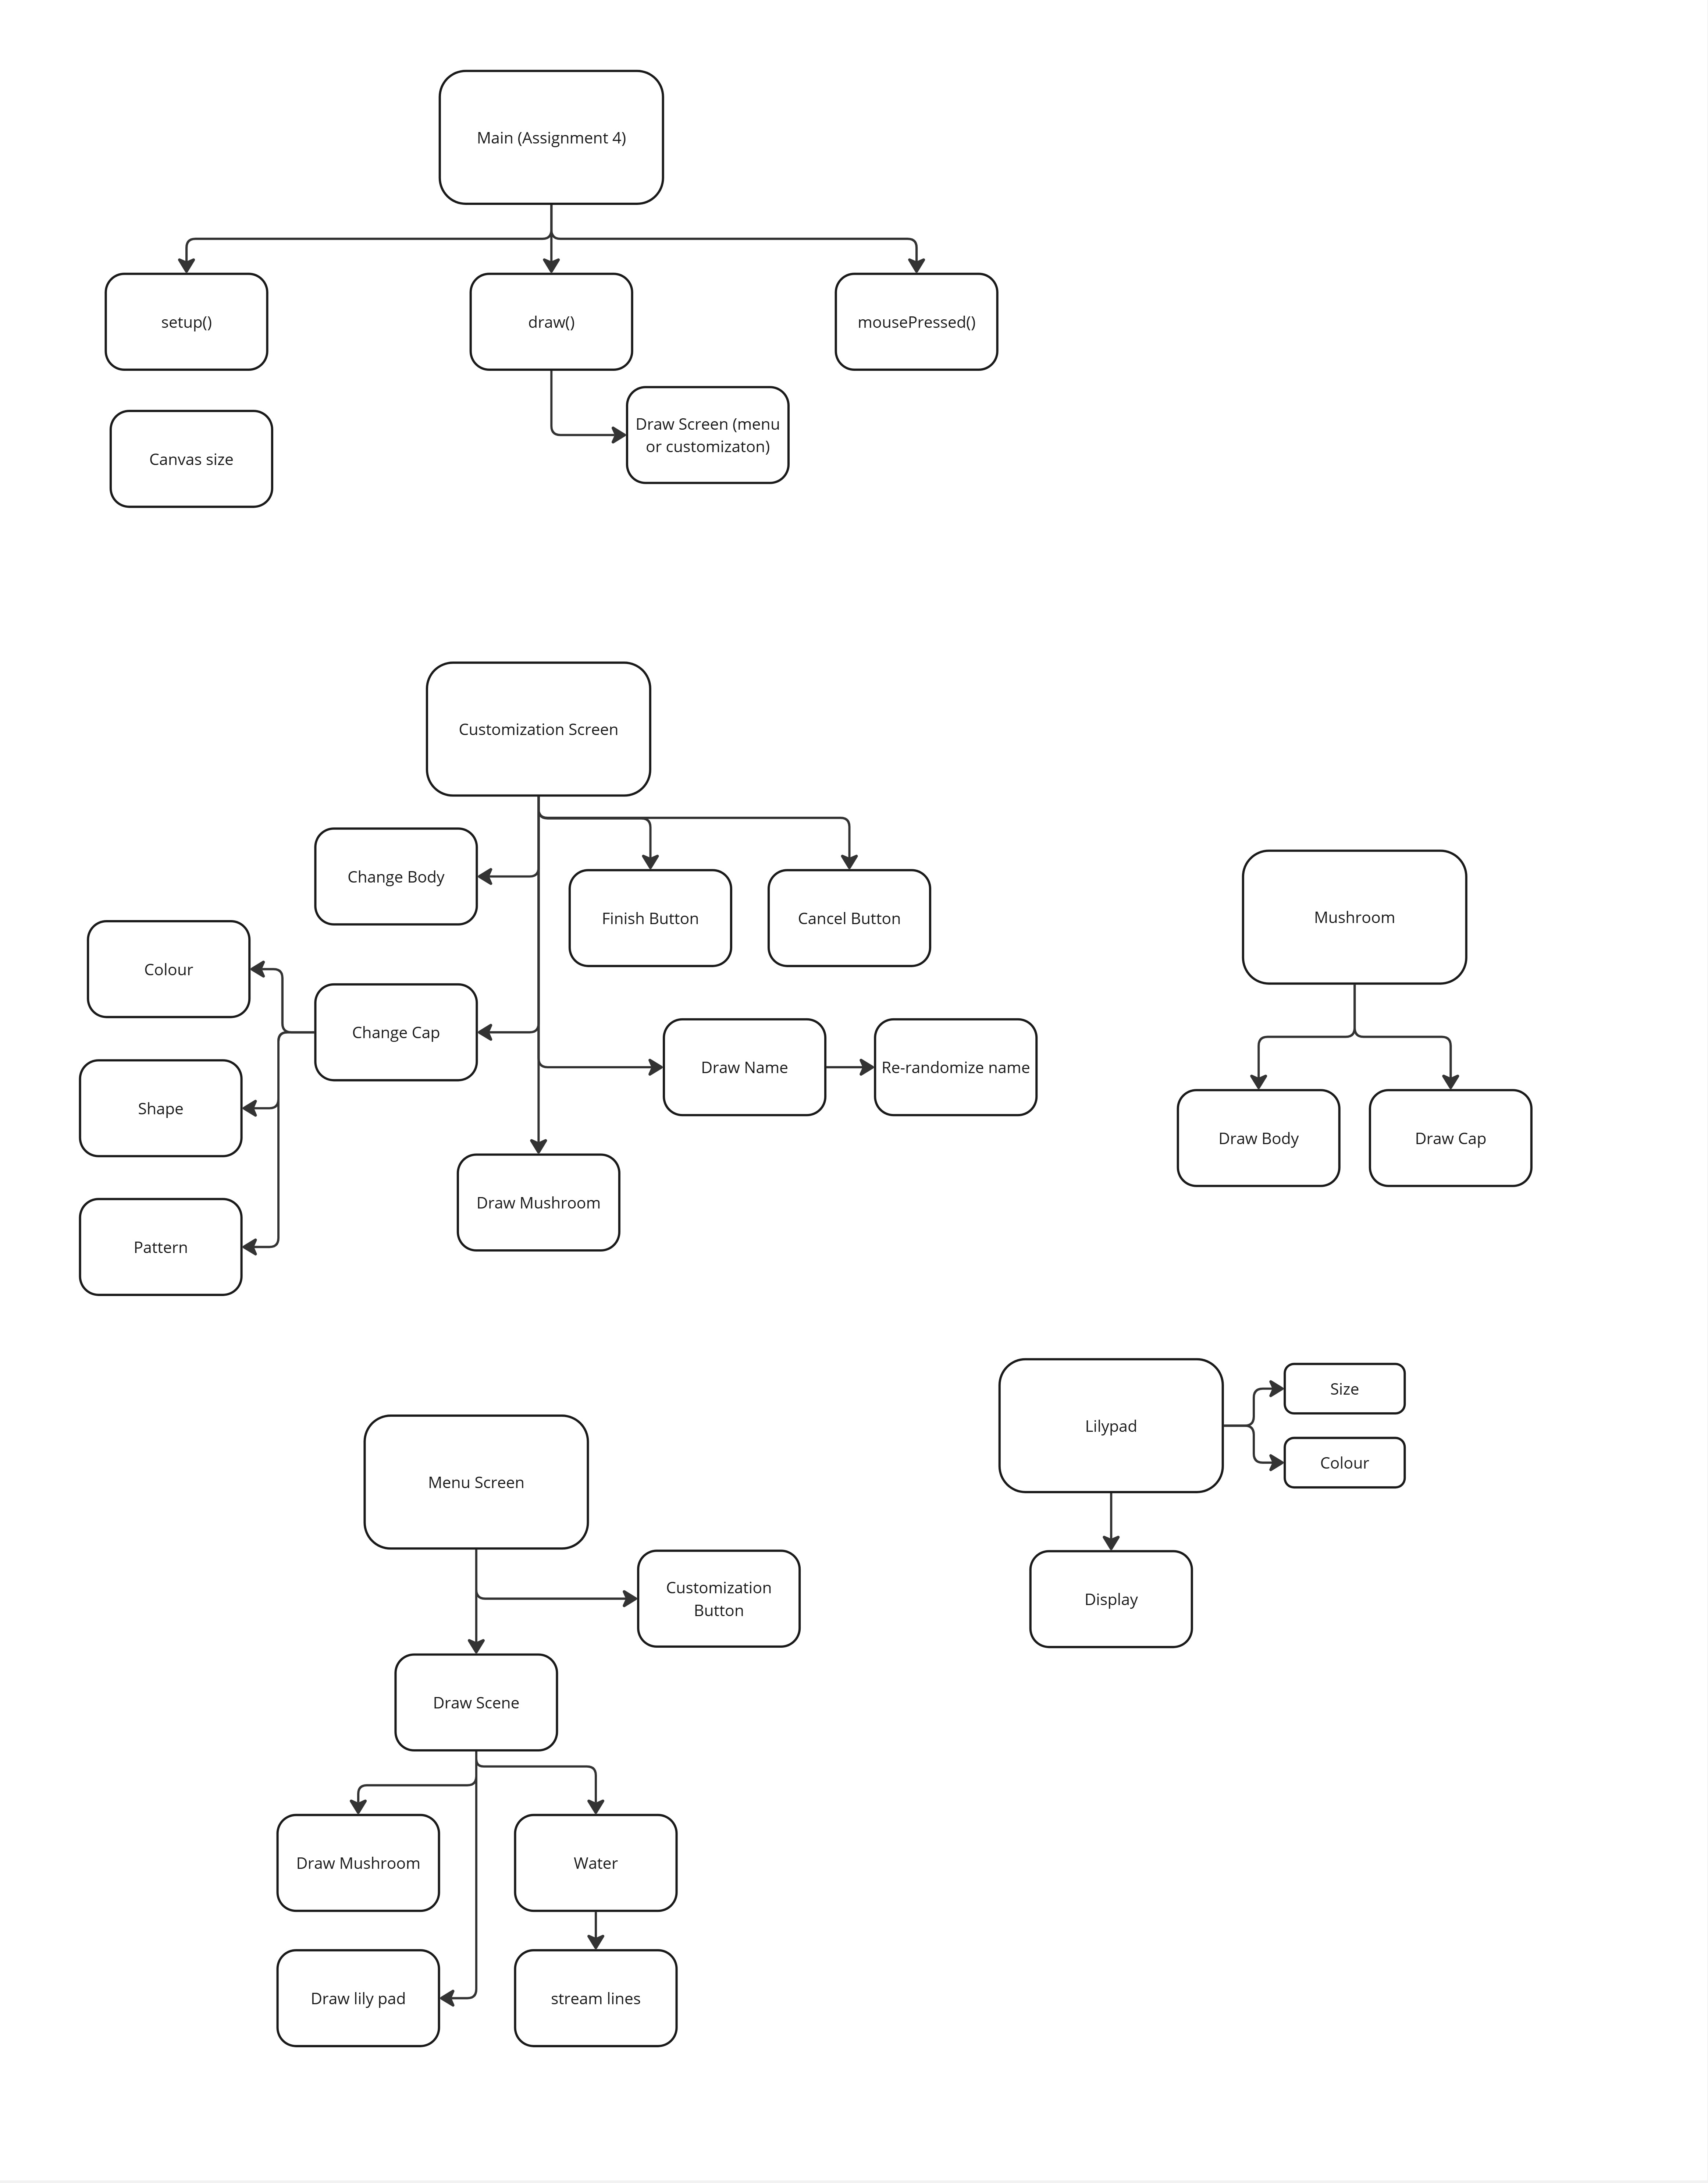 Main (Assignment 4)
setup()
draw()
mousePressed()
Draw Screen (menu
or customizaton)
Canvas size
Customization Screen
Change Body
Finish Button
Cancel Button
Mushroom
Colour
Change Cap
Draw Name
Re-randomize name
Shape
Draw Body
Draw Cap
Draw Mushroom
Pattern
Size
Lilypad
Colour
Menu Screen
Customization
Button
Display
Draw Scene
Draw Mushroom
Water
Draw lily pad
stream lines